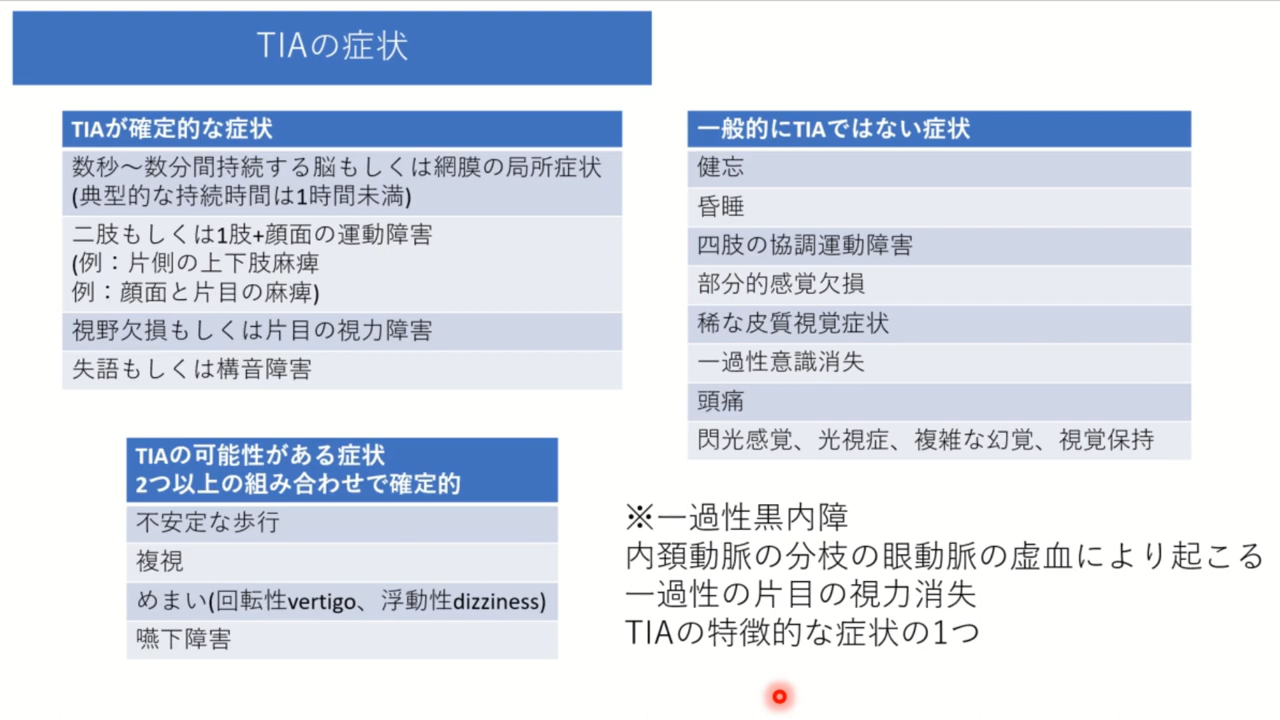 TIAの症状
TIAが確定的な症状
数秒～数分間持続する脳もしくは網膜の局所症状
(典型的な持続時間は1時間未満)
二肢もしくは1肢+顔面の運動障害
(例：片側の上下肢麻痺
例：顔面と片目の麻痺)
視野欠損もしくは片目の視力障害
失語もしくは構音障害
TIAの可能性がある症状
2つ以上の組み合わせで確定的
不安定な歩行
複視
めまい(回転性vertigo、浮動性dizziness)
嚥下障害
一般的にTIAではない症状
健忘
昏睡
四肢の協調運動障害
部分的感覚欠損
稀な皮質視覚症状
一過性意識消失
頭痛
閃光感覚、光視症、複雑な幻覚、視覚保持
※一過性黒内障
内頚動脈の分枝の眼動脈の虚血により起こる
一過性の片目の視力消失
TIAの特徴的な症状の1つ